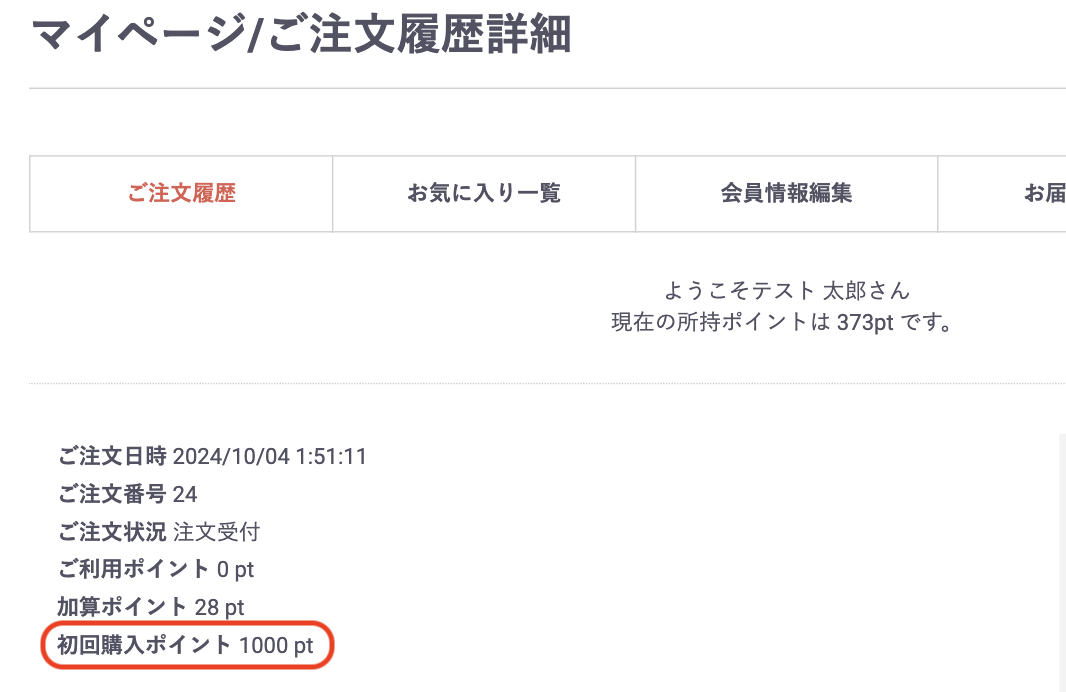 マイページ/ご注文履歴詳細
ご注文履歴
お気に入り一覧
会員情報編集
お届
ようこそテスト 太郎さん
現在の所持ポイントは 373pt です。
ご注文日時 2024/10/04 1:51:11
ご注文番号 24
ご注文状況 注文受付
ご利用ポイント 0 pt
加算ポイント 28 pt
初回購入ポイント 1000 pt